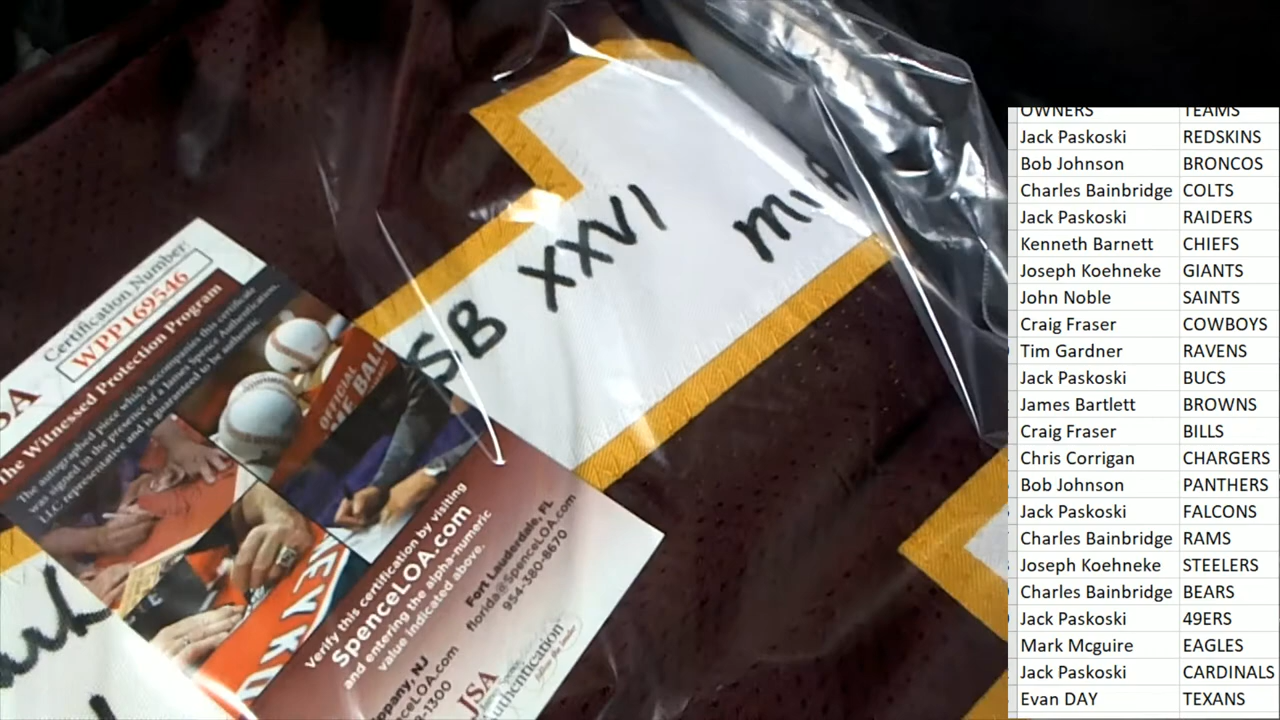 SB XXVI
Certification Number:
WPP169546
The Witnessed Protection Program
The autographed piece which accompanies this certificate
was signed in the presence of a James Spence Authentication,
LLC representative and is guaranteed to be authentic.
OFFICIAL
Verify this certification by visiting
SpenceLOA.com
and entering the alpha-numeric
value indicated above.
Fort Lauderdale, FL
florida@SpenceLOA.com
954-380-8670
JSA
OWNERS TEAMS
Jack Paskoski REDSKINS
Bob Johnson BRONCOS
Charles Bainbridge COLTS
Jack Paskoski RAIDERS
Kenneth Barnett CHIEFS
Joseph Koehneke GIANTS
John Noble SAINTS
Craig Fraser COWBOYS
Tim Gardner RAVENS
Jack Paskoski BUCS
James Bartlett BROWNS
Craig Fraser BILLS
Chris Corrigan CHARGERS
Bob Johnson PANTHERS
Jack Paskoski FALCONS
Charles Bainbridge RAMS
Joseph Koehneke STEELERS
Charles Bainbridge BEARS
Jack Paskoski 49ERS
Mark Mcguire EAGLES
Jack Paskoski CARDINALS
Evan DAY TEXANS